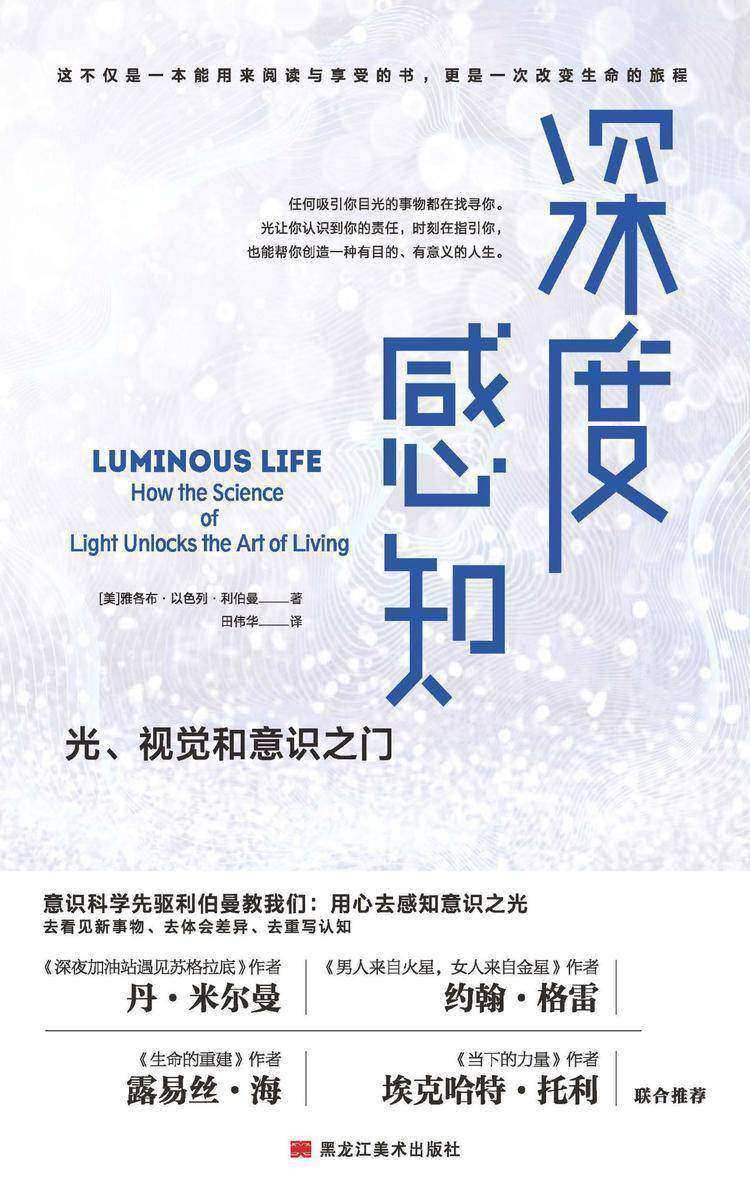 这不仅是一本能用来阅读与享受的书，更是一次改变生命的旅程
深度
感知
任何吸引你目光的事物都在找寻你。
光让你认识到你的责任，时刻在指引你，
也能帮你创造一种有目的、有意义的人生。
LUMINOUS LIFE
How the Science
of
Light Unlocks the Art of Living
[美]雅各布·以色列·利伯曼——著
田伟华——译
光、视觉和意识之门
意识科学先驱利伯曼教我们：用心去感知意识之光
去看见新事物、去体会差异、去重写认知
《深夜加油站遇见苏格拉底》作者
丹·米尔曼
《男人来自火星，女人来自金星》作者
约翰·格雷
《生命的重建》作者
露易丝·海
《当下的力量》作者
埃克哈特·托利
联合推荐
黑龙江美术出版社